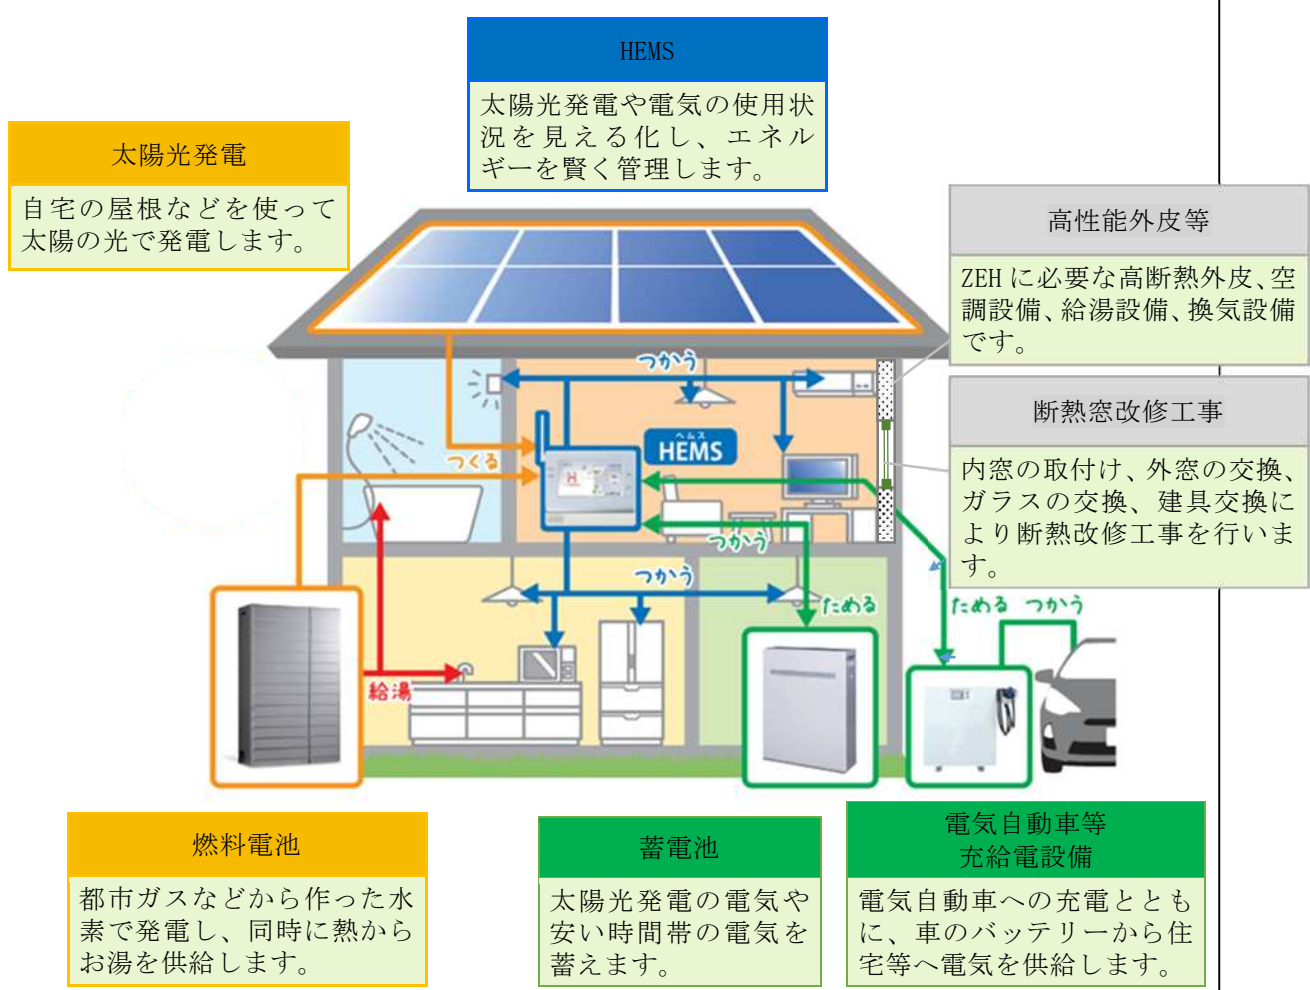 HEMS
太陽光発電や電気の使用状
況を見える化し、エネル
ギーを賢く管理します。
太陽光発電
自宅の屋根などを使って
太陽の光で発電します。
高性能外皮等
ZEHに必要な高断熱外皮、空
調設備、給湯設備、換気設備
です。
断熱窓改修工事
内窓の取付け、外窓の交換、
ガラスの交換、建具交換に
より断熱改修工事を行いま
す。
つかう
ヘムス
HEMS
つくる
H
つかう
つかう
ためる
ためる つかう
給湯
燃料電池
都市ガスなどから作った水
素で発電し、同時に熱から
お湯を供給します。
蓄電池
太陽光発電の電気や
安い時間帯の電気を
蓄えます。
電気自動車等
充給電設備
電気自動車への充電ととも
に、車のバッテリーから住
宅等へ電気を供給します。